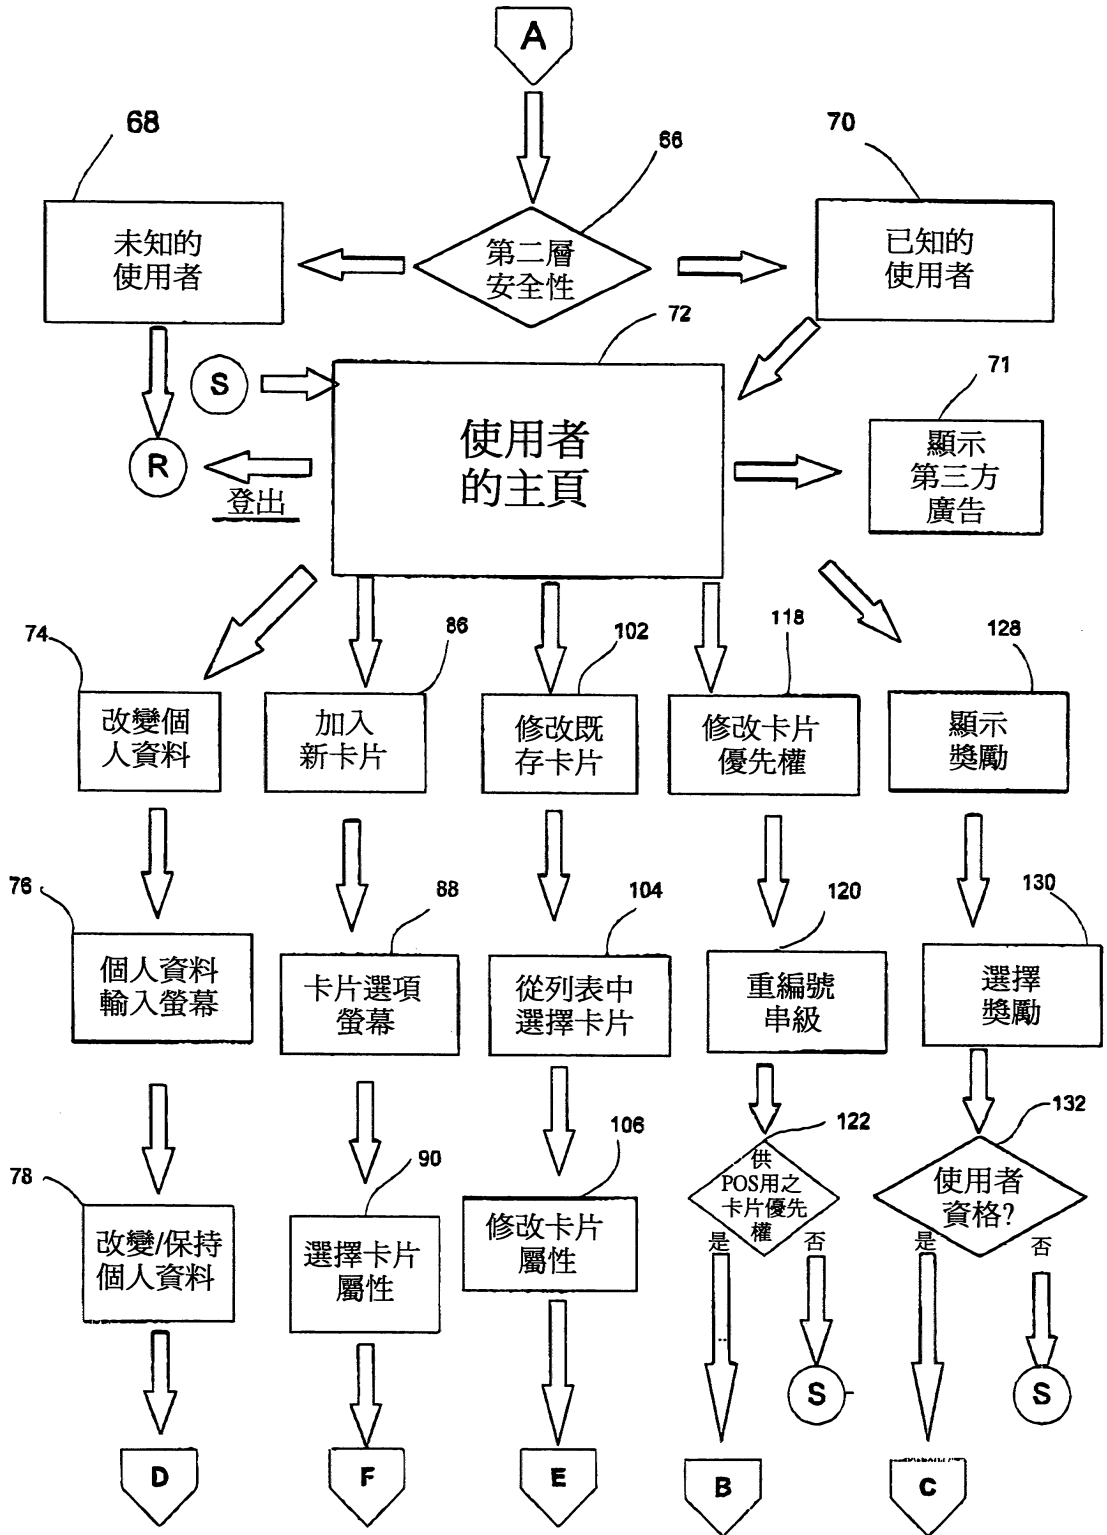 A
68
66
70
未知的
使用者
第二層
安全性
已知的
使用者
72
S
71
使用者
的主頁
顯示
第三方
廣告
R
登出
74
86
102
118
128
改變個
人資料
加入
新卡片
修改既
存卡片
修改卡片
優先權
顯示
獎勵
76
88
104
120
130
個人資料
輸入螢幕
卡片選項
螢幕
從列表中
選擇卡片
重編號
串級
選擇
獎勵
78
90
106
122
132
改變/保持
個人資料
選擇卡片
屬性
修改卡片
屬性
供
POS用之
卡片優先
權
使用者
資格?
是
否
是
否
S
S
D
F
E
B
C